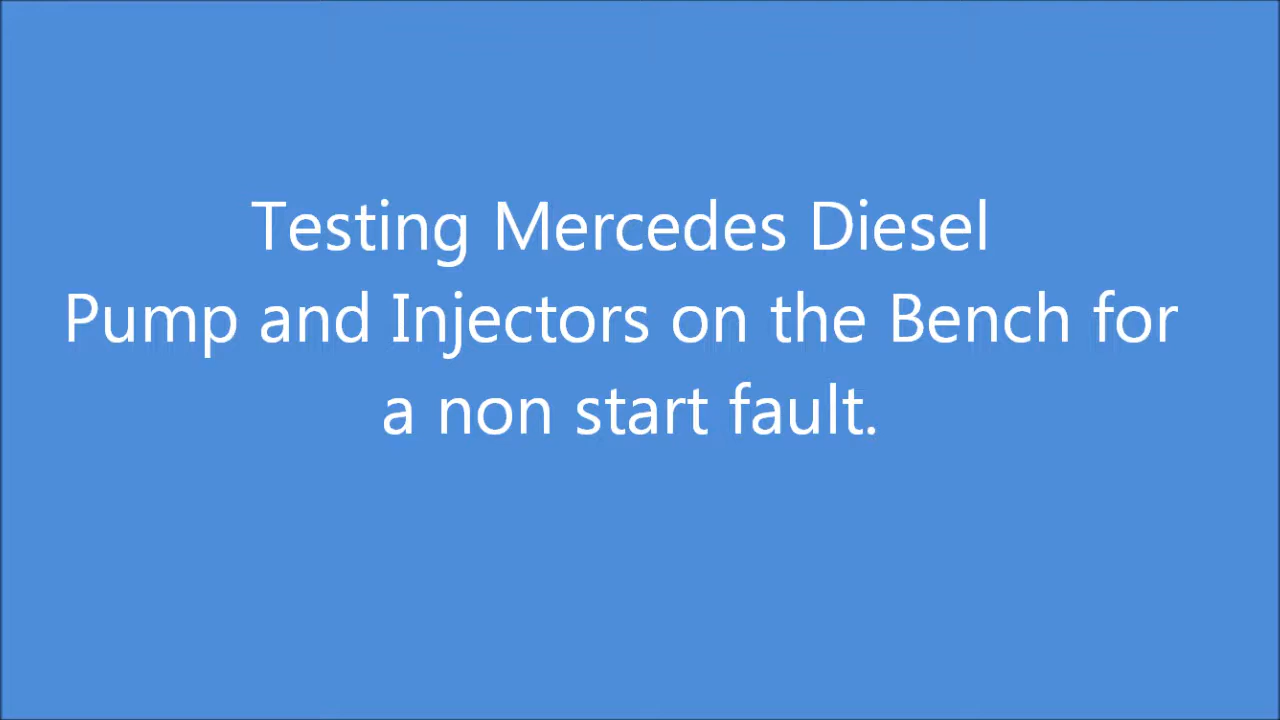 Testing Mercedes Diesel
Pump and Injectors on the Bench for
a non start fault.